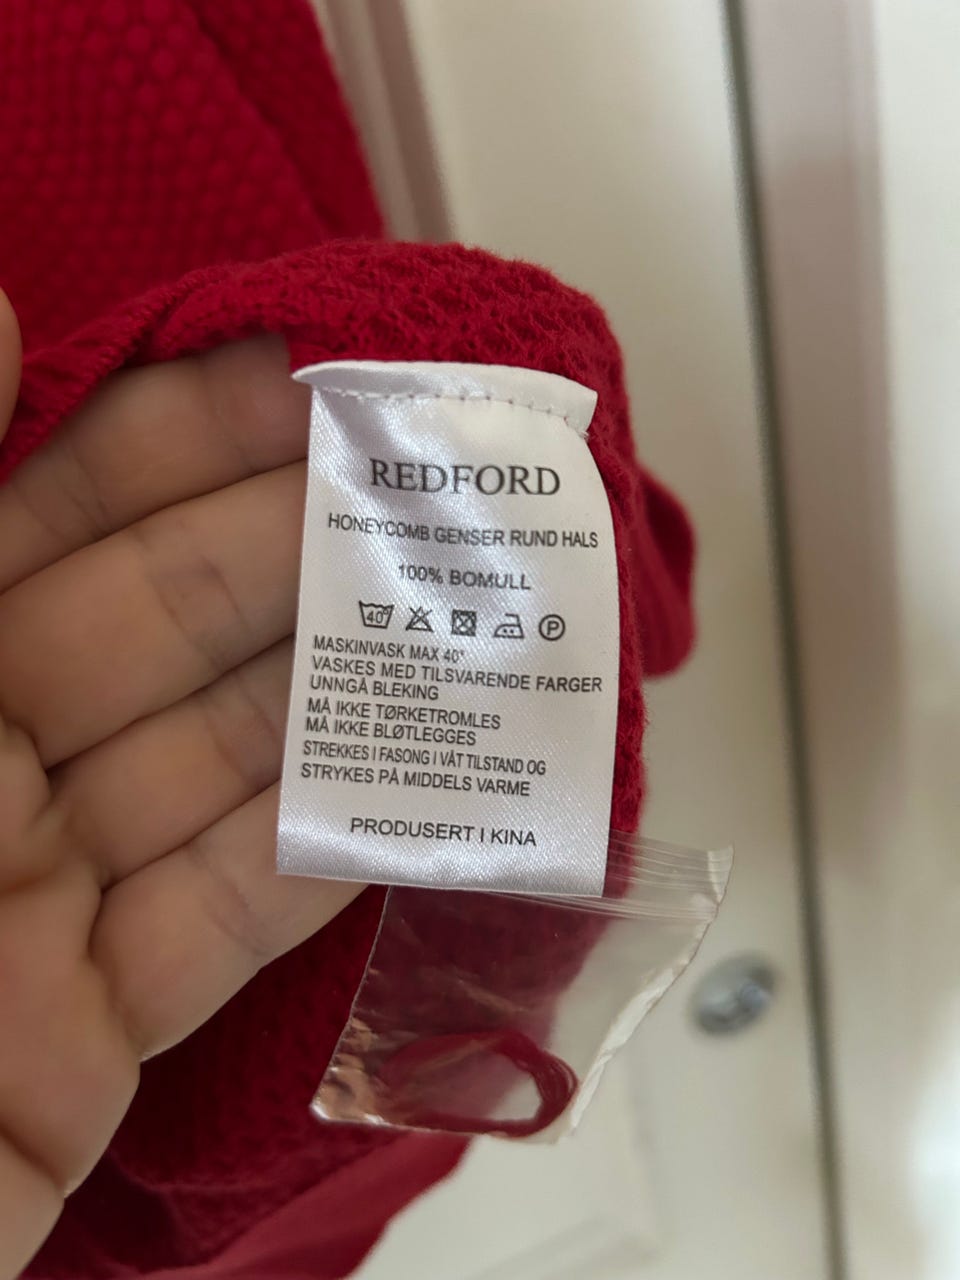 REDFORD
HONEYCOMB GENSER RUND HALS
100% BOMULL
40° P
MASKINVASK MAX 40°
VASKES MED TILSVARENDE FARGER
UNNGÅ BLEKING
MÅ IKKE TØRKETROMLES
MÅ IKKE BLØTLEGGES
STREKKES I FASONG I VÅT TILSTAND OG
STRYKES PÅ MIDDELS VARME
PRODUSERT I KINA